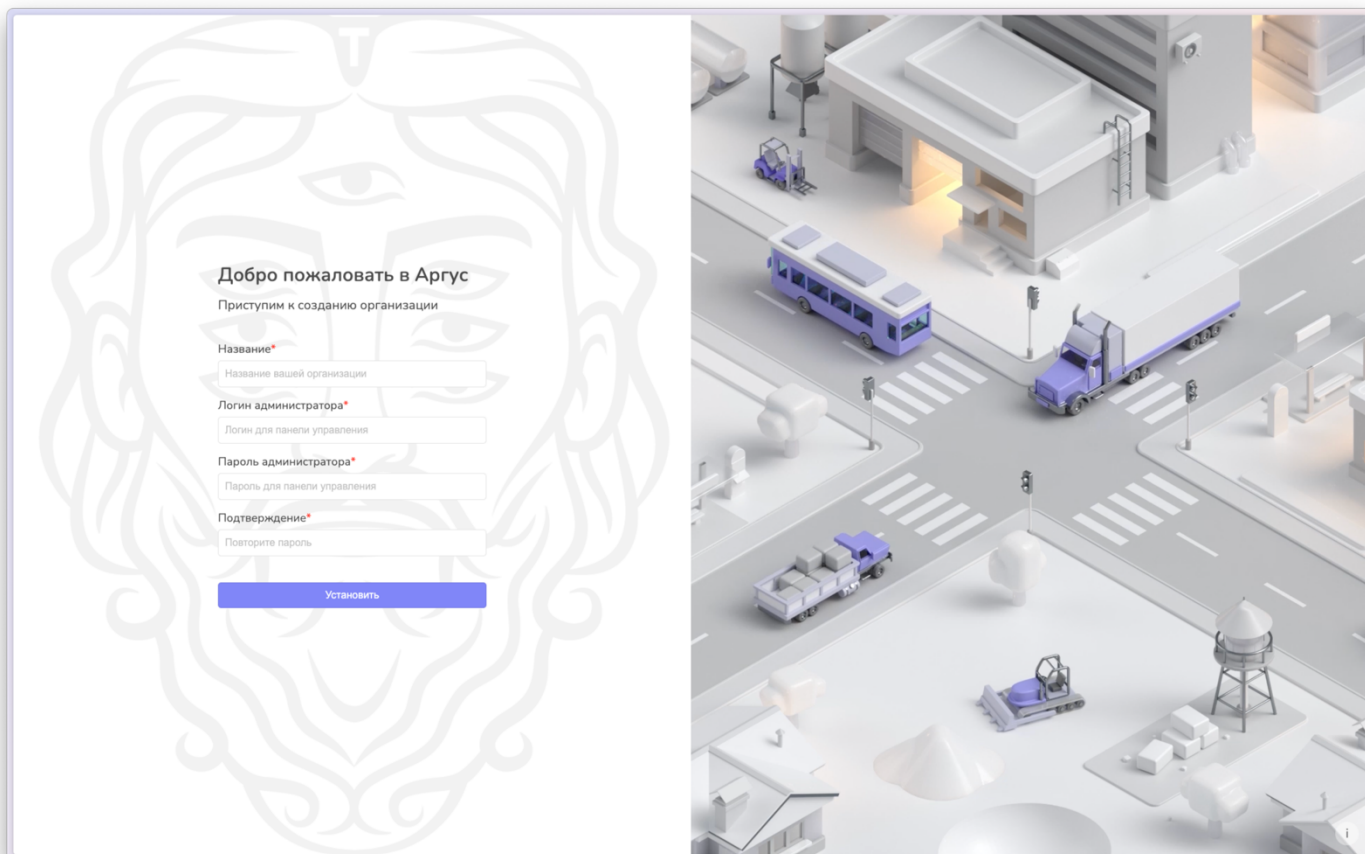 Добро пожаловать в Аргус
Приступим к созданию организации
Название*
Название вашей организации
Логин администратора*
Логин для панели управления
Пароль администратора*
Пароль для панели управления
Подтверждение*
Повторите пароль
Установить
T
i